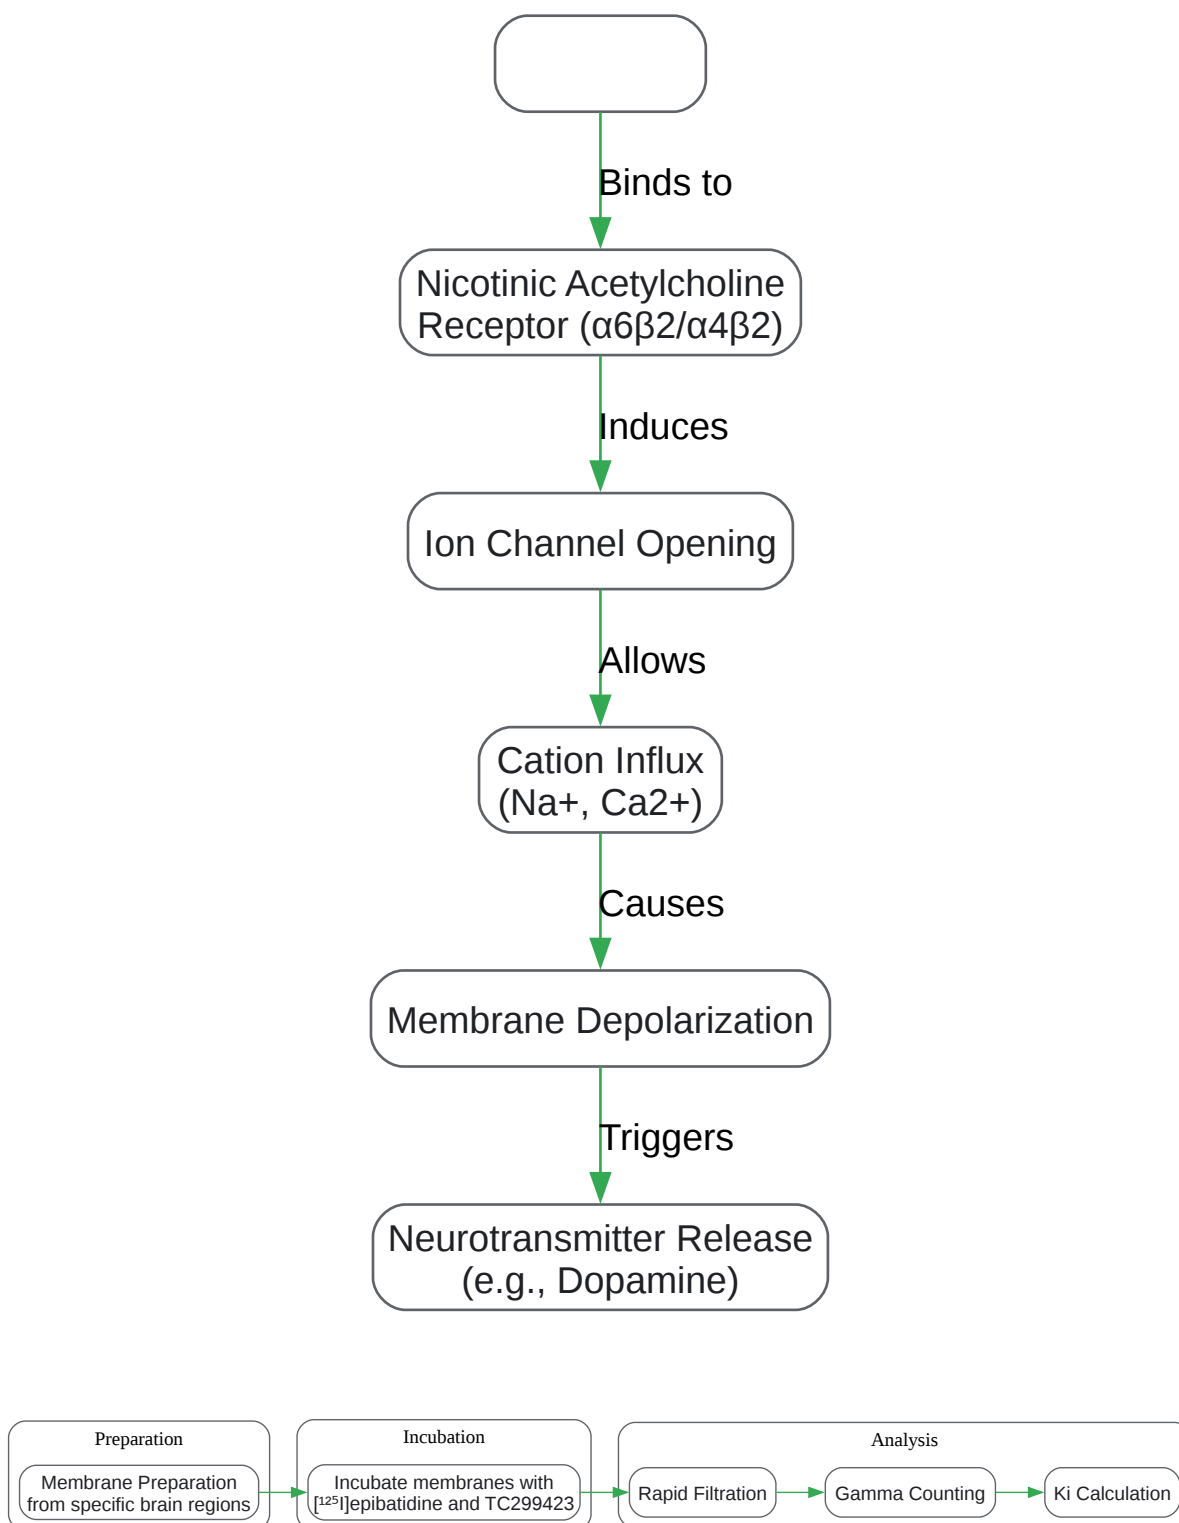 Binds to
Nicotinic Acetylcholine
Receptor (α6β2/α4β2)
Induces
Ion Channel Opening
Allows
Cation Influx
(Na+, Ca2+)
Causes
Membrane Depolarization
Triggers
Neurotransmitter Release
(e.g., Dopamine)
Preparation
Membrane Preparation
from specific brain regions
Incubation
Incubate membranes with
[¹²⁵I]epibatidine and TC299423
Analysis
Rapid Filtration
Gamma Counting
Ki Calculation